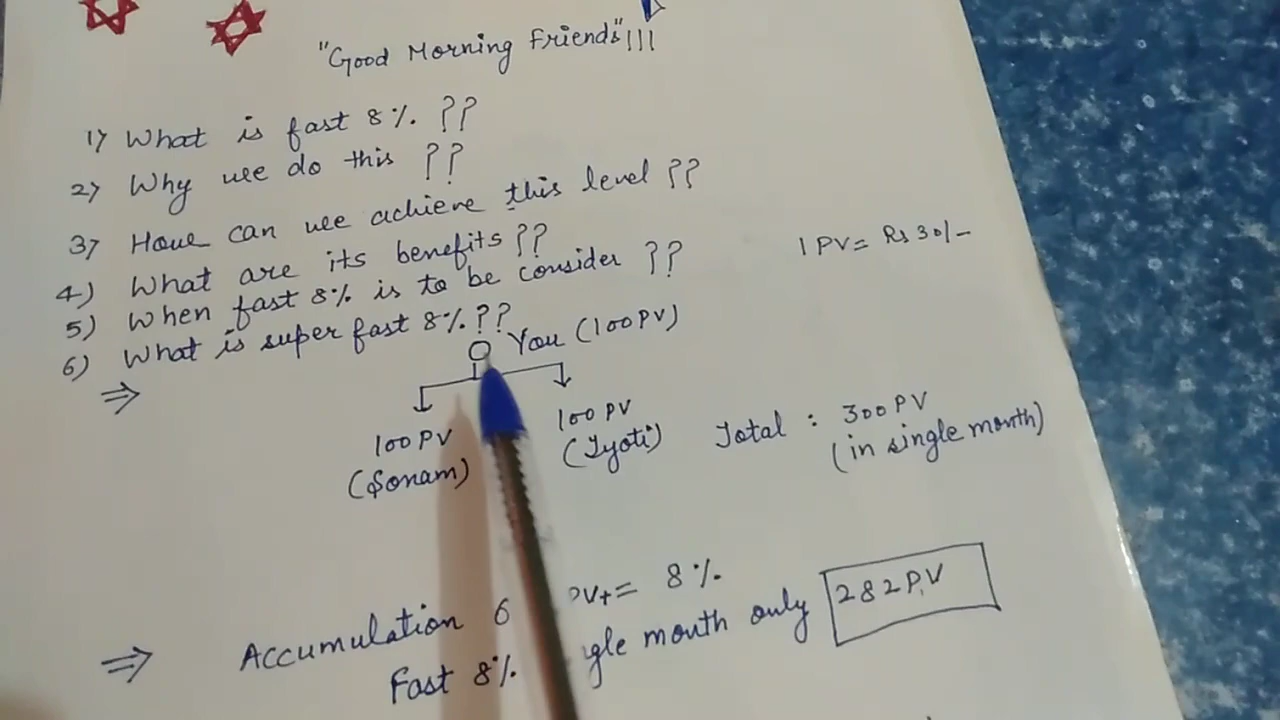 "Good Morning Friends"!!!
1) What is fast 8% ??
2) Why we do this ??
3) How can we achieve this level ??
4) What are its benefits ??
1 PV = Rs 30/-
5) When fast 8% is to be consider ??
6) What is super fast 8% ??
You (100 PV)
⇒
100 PV
(Sonam)
100 PV
(Jyoti)
Total : 300 PV
(in single month)
⇒ Accumulation 6 PV+ = 8%
Fast 8% month only 282 PV